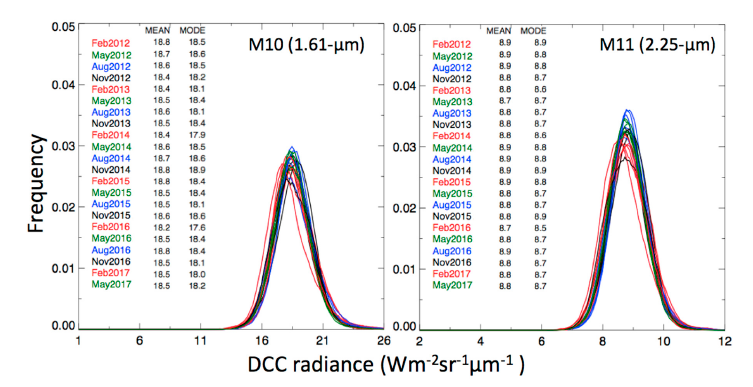 M10 (1.61-μm)
MEAN MODE
Feb2012 18.8 18.5
May2012 18.7 18.6
Aug2012 18.6 18.5
Nov2012 18.4 18.2
Feb2013 18.4 18.1
May2013 18.5 18.4
Aug2013 18.6 18.1
Nov2013 18.5 18.4
Feb2014 18.4 17.9
May2014 18.6 18.5
Aug2014 18.7 18.6
Nov2014 18.8 18.9
Feb2015 18.8 18.4
May2015 18.5 18.4
Aug2015 18.5 18.1
Nov2015 18.6 18.6
Feb2016 18.2 17.6
May2016 18.5 18.4
Aug2016 18.8 18.4
Nov2016 18.5 18.1
Feb2017 18.5 18.0
May2017 18.5 18.2
0.05
0.04
0.03
0.02
0.01
0.00
1 6 11 16 21 26
Frequency
M11 (2.25-μm)
MEAN MODE
Feb2012 8.9 8.9
May2012 8.9 8.8
Aug2012 8.9 8.8
Nov2012 8.8 8.7
Feb2013 8.8 8.6
May2013 8.7 8.7
Aug2013 8.8 8.7
Nov2013 8.8 8.7
Feb2014 8.8 8.6
May2014 8.9 8.8
Aug2014 8.9 8.8
Nov2014 8.9 8.9
Feb2015 8.9 8.8
May2015 8.8 8.7
Aug2015 8.8 8.7
Nov2015 8.8 8.9
Feb2016 8.7 8.5
May2016 8.8 8.7
Aug2016 8.9 8.7
Nov2016 8.8 8.7
Feb2017 8.8 8.7
May2017 8.8 8.7
0.05
0.04
0.03
0.02
0.01
0.00
2 4 6 8 10 12
DCC radiance (Wm-2sr-1μm-1 )